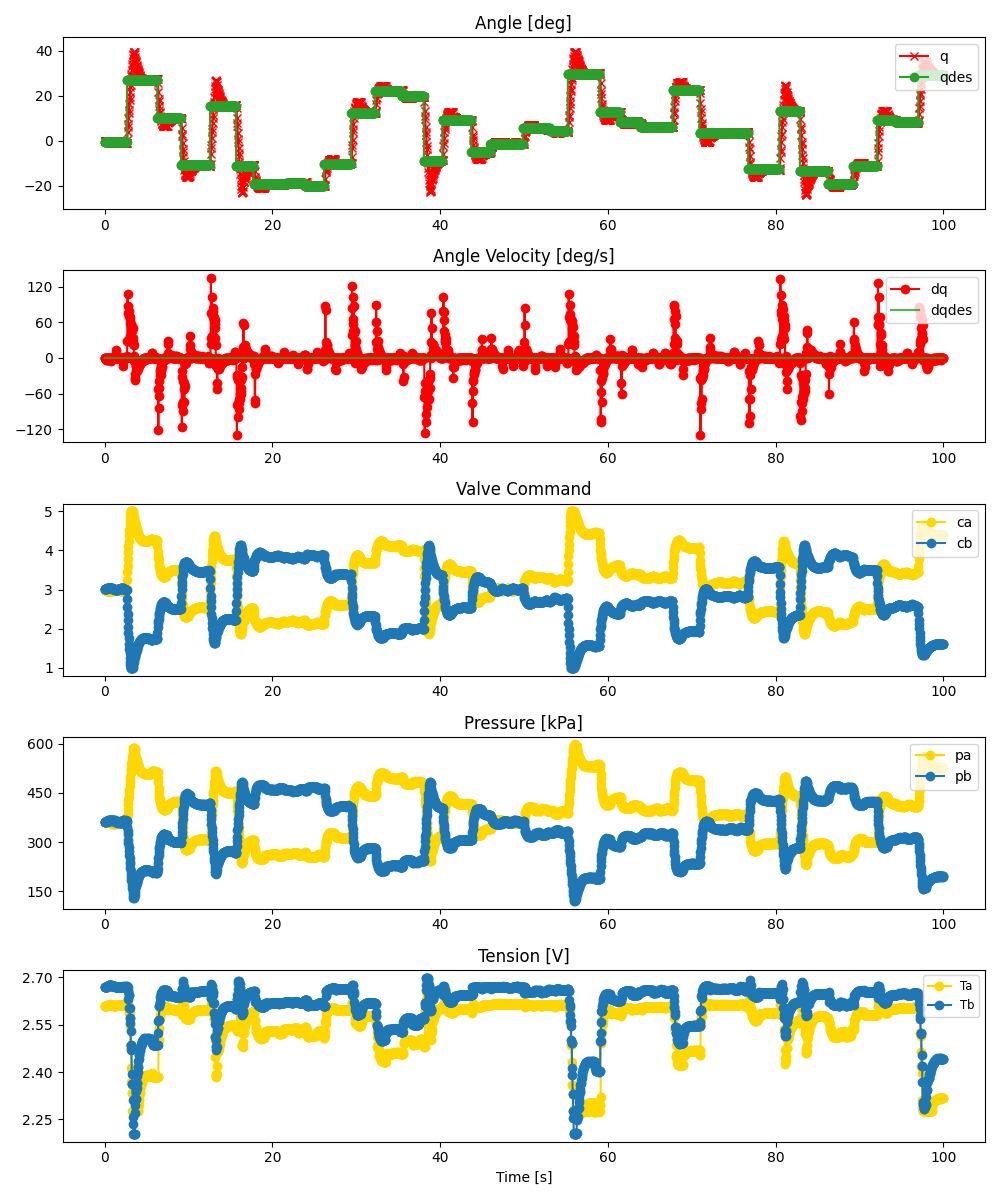 Angle [deg]
40
20
0
−20
q
qdes
0 20 40 60 80 100
Angle Velocity [deg/s]
120
60
0
−60
−120
dq
dqdes
0 20 40 60 80 100
Valve Command
5
4
3
2
1
ca
cb
0 20 40 60 80 100
Pressure [kPa]
600
450
300
150
pa
pb
0 20 40 60 80 100
Tension [V]
2.70
2.55
2.40
2.25
Ta
Tb
0 20 40 60 80 100
Time [s]